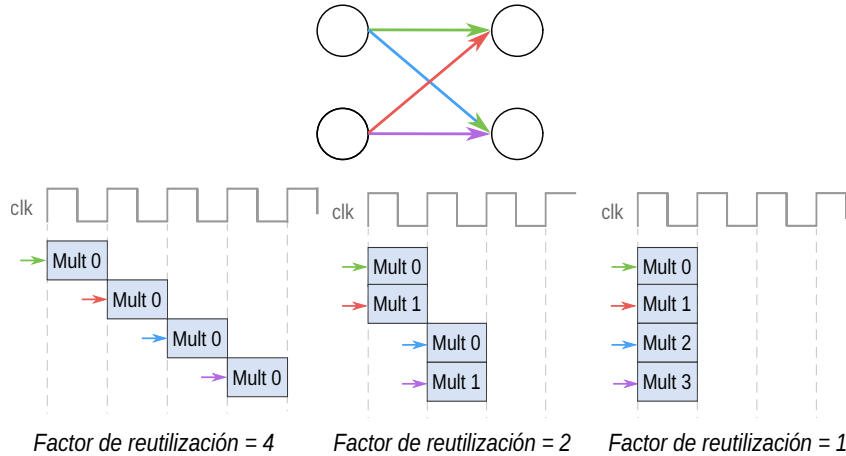 clk
Mult 0
Mult 0
Mult 0
Mult 0
Factor de reutilización = 4
clk
Mult 0
Mult 1
Mult 0
Mult 1
Factor de reutilización = 2
clk
Mult 0
Mult 1
Mult 2
Mult 3
Factor de reutilización = 1